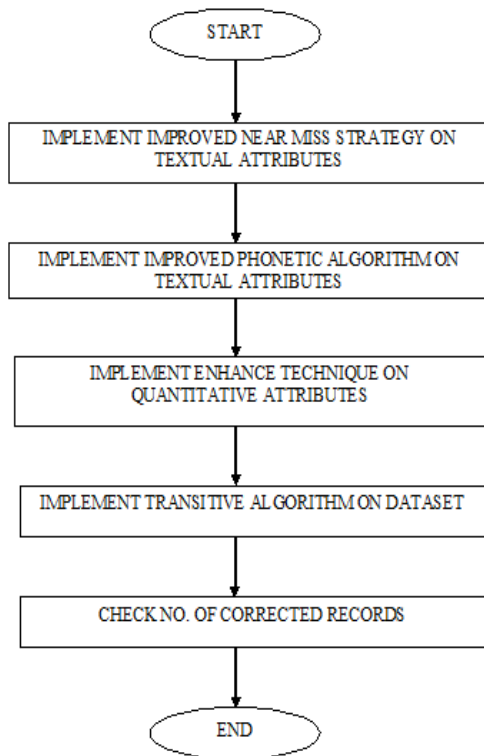 START
IMPLEMENT IMPROVED NEAR MISS STRATEGY ON
TEXTUAL ATTRIBUTES
IMPLEMENT IMPROVED PHONETIC ALGORITHM ON
TEXTUAL ATTRIBUTES
IMPLEMENT ENHANCE TECHNIQUE ON
QUANTITATIVE ATTRIBUTES
IMPLEMENT TRANSITIVE ALGORITHM ON DATASET
CHECK NO. OF CORRECTED RECORDS
END